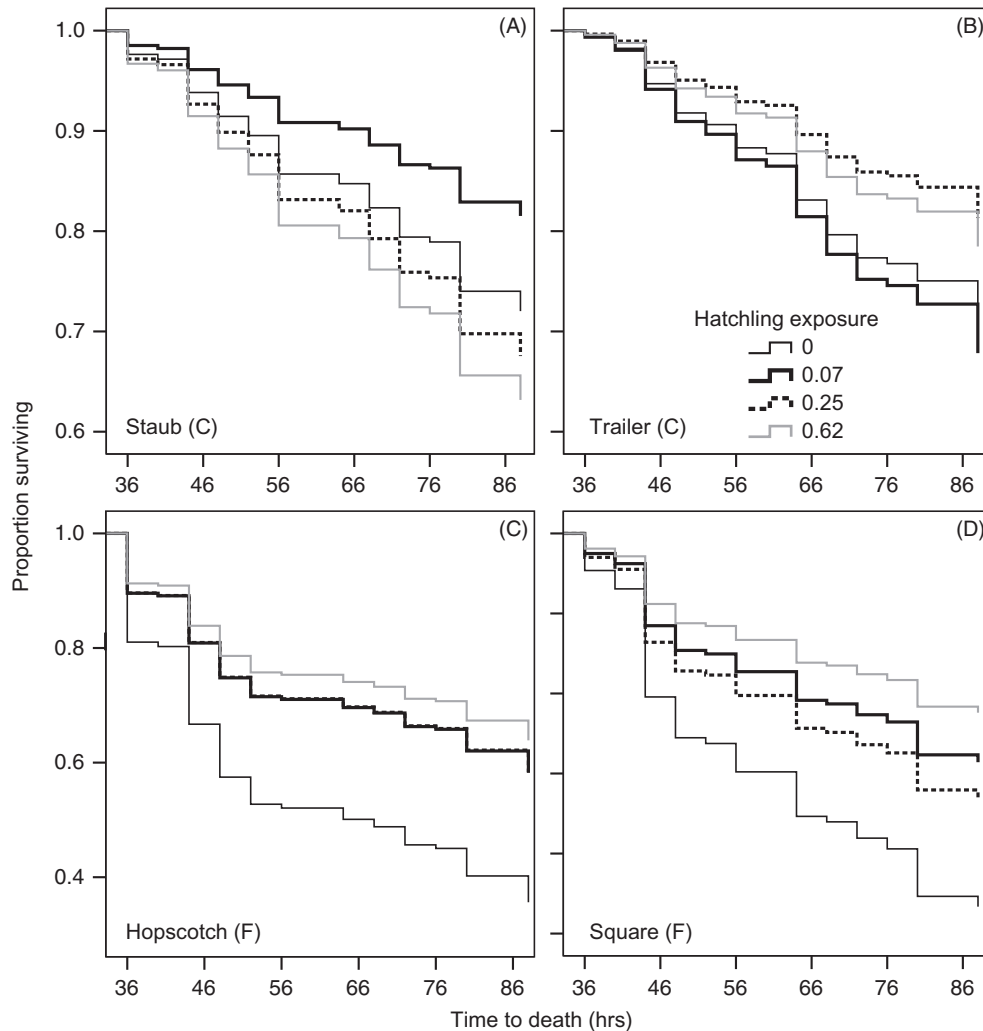 (A)
1.0
0.9
0.8
0.7
0.6
Staub (C)
36 46 56 66 76 86
(B)
Hatchling exposure
0
0.07
0.25
0.62
Trailer (C)
36 46 56 66 76 86
Proportion surviving
(C)
1.0
0.8
0.6
0.4
Hopscotch (F)
36 46 56 66 76 86
(D)
Square (F)
36 46 56 66 76 86
Time to death (hrs)